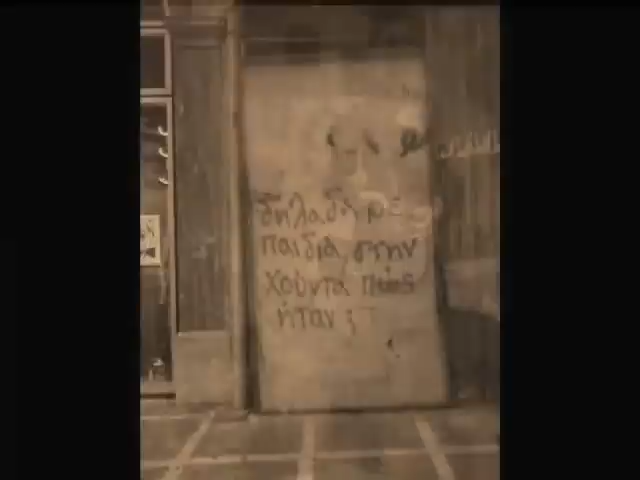 δηλαδή ρε
παιδιά, στην
χούντα πώς
ήταν;